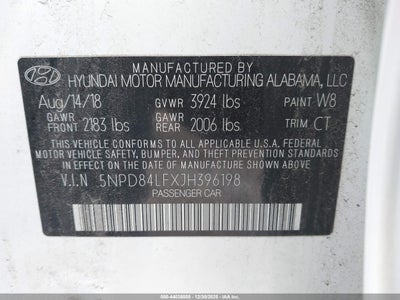 HYUNDAI MOTOR MANUFACTURING ALABAMA, LLC
Aug/14/18 GVWR 3924 lbs PAINT W8
GAWR FRONT 2183 lbs GAWR REAR 2006 lbs TRIM CT
THIS VEHICLE CONFORMS TO ALL APPLICABLE U.S. FEDERAL
MOTOR VEHICLE SAFETY, BUMPER, AND THEFT PREVENTION
STANDARDS IN EFFECT ON THE DATE OF MANUFACTURE SHOWN ABOVE.
V.I.N 5NPD84LFXJH396198
PASSENGER CAR